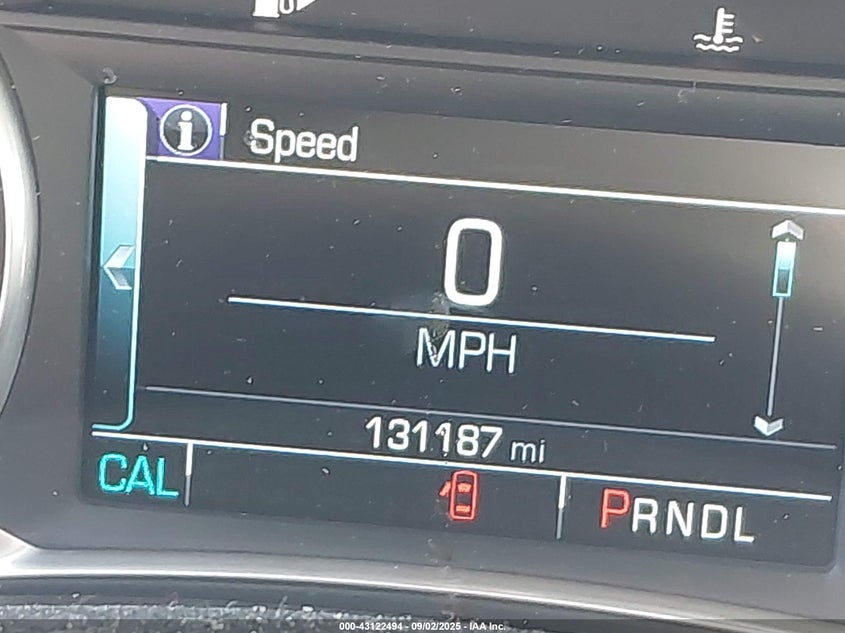 Speed
0
MPH
131187 mi
CAL
PRNDL
000-43122494 - 09/02/2025 - IAA Inc.